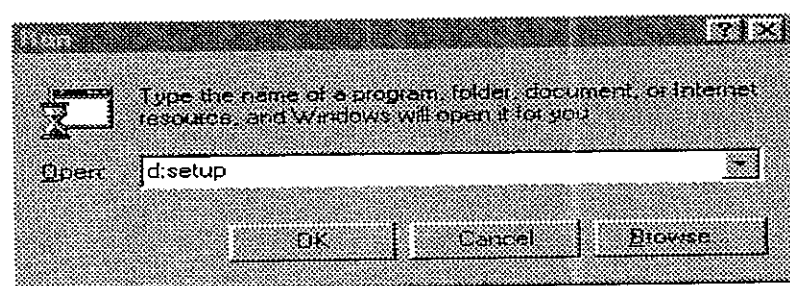 Run
? X
Type the name of a program, folder, document, or Internet
resource, and Windows will open it for you.
Open: d:setup
OK Cancel Browse...